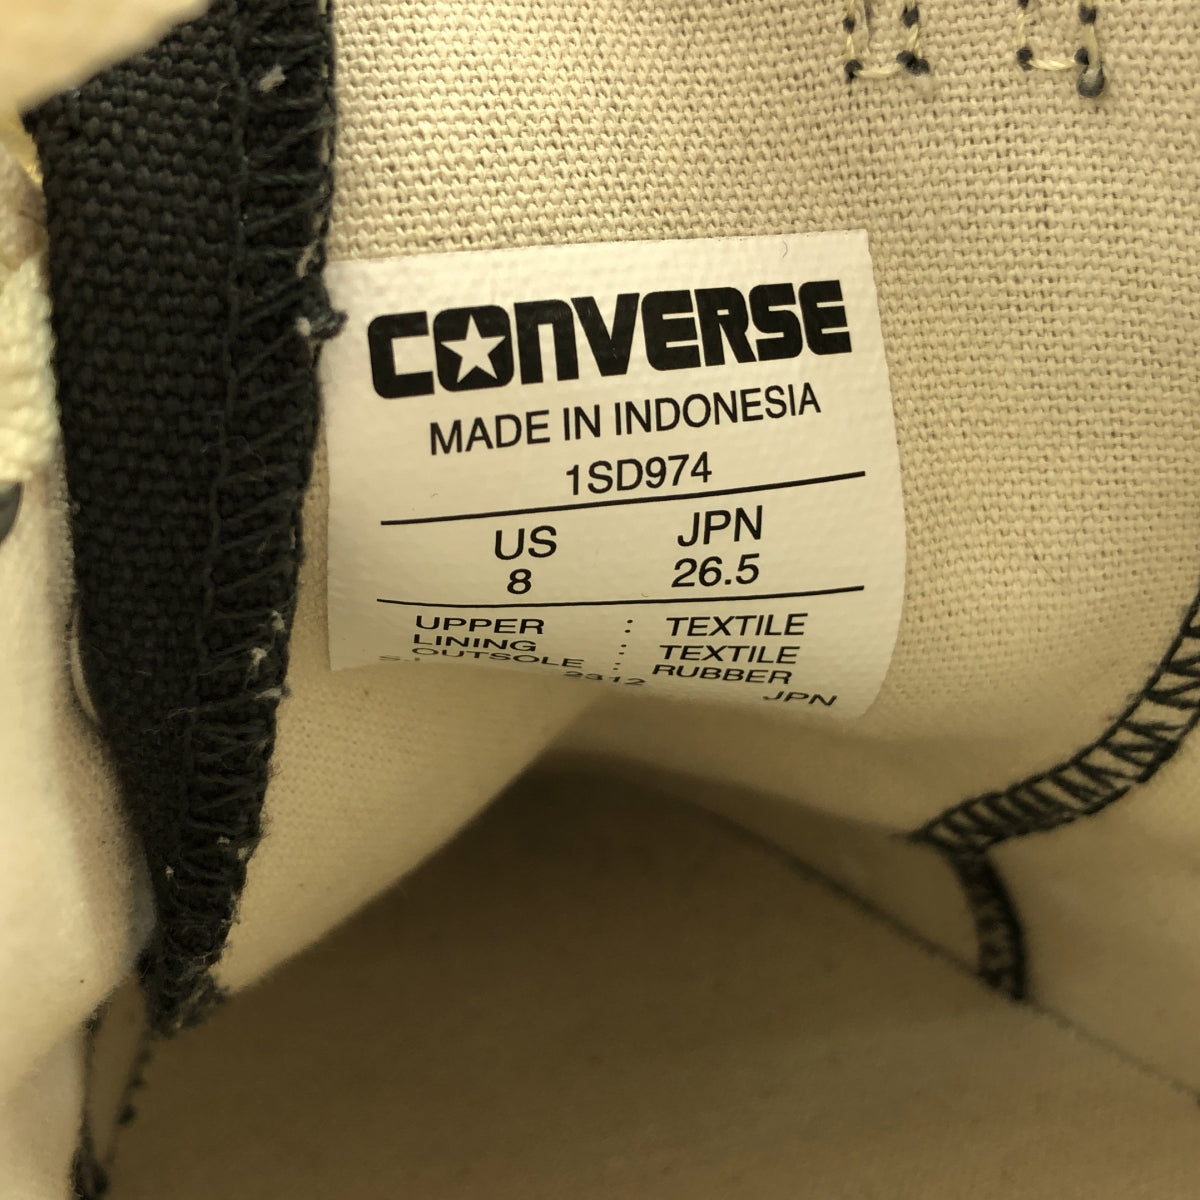 CONVERSE
MADE IN INDONESIA
1SD974
US JPN
8 26.5
UPPER : TEXTILE
LINING : TEXTILE
OUTSOLE : RUBBER
2312 JPN